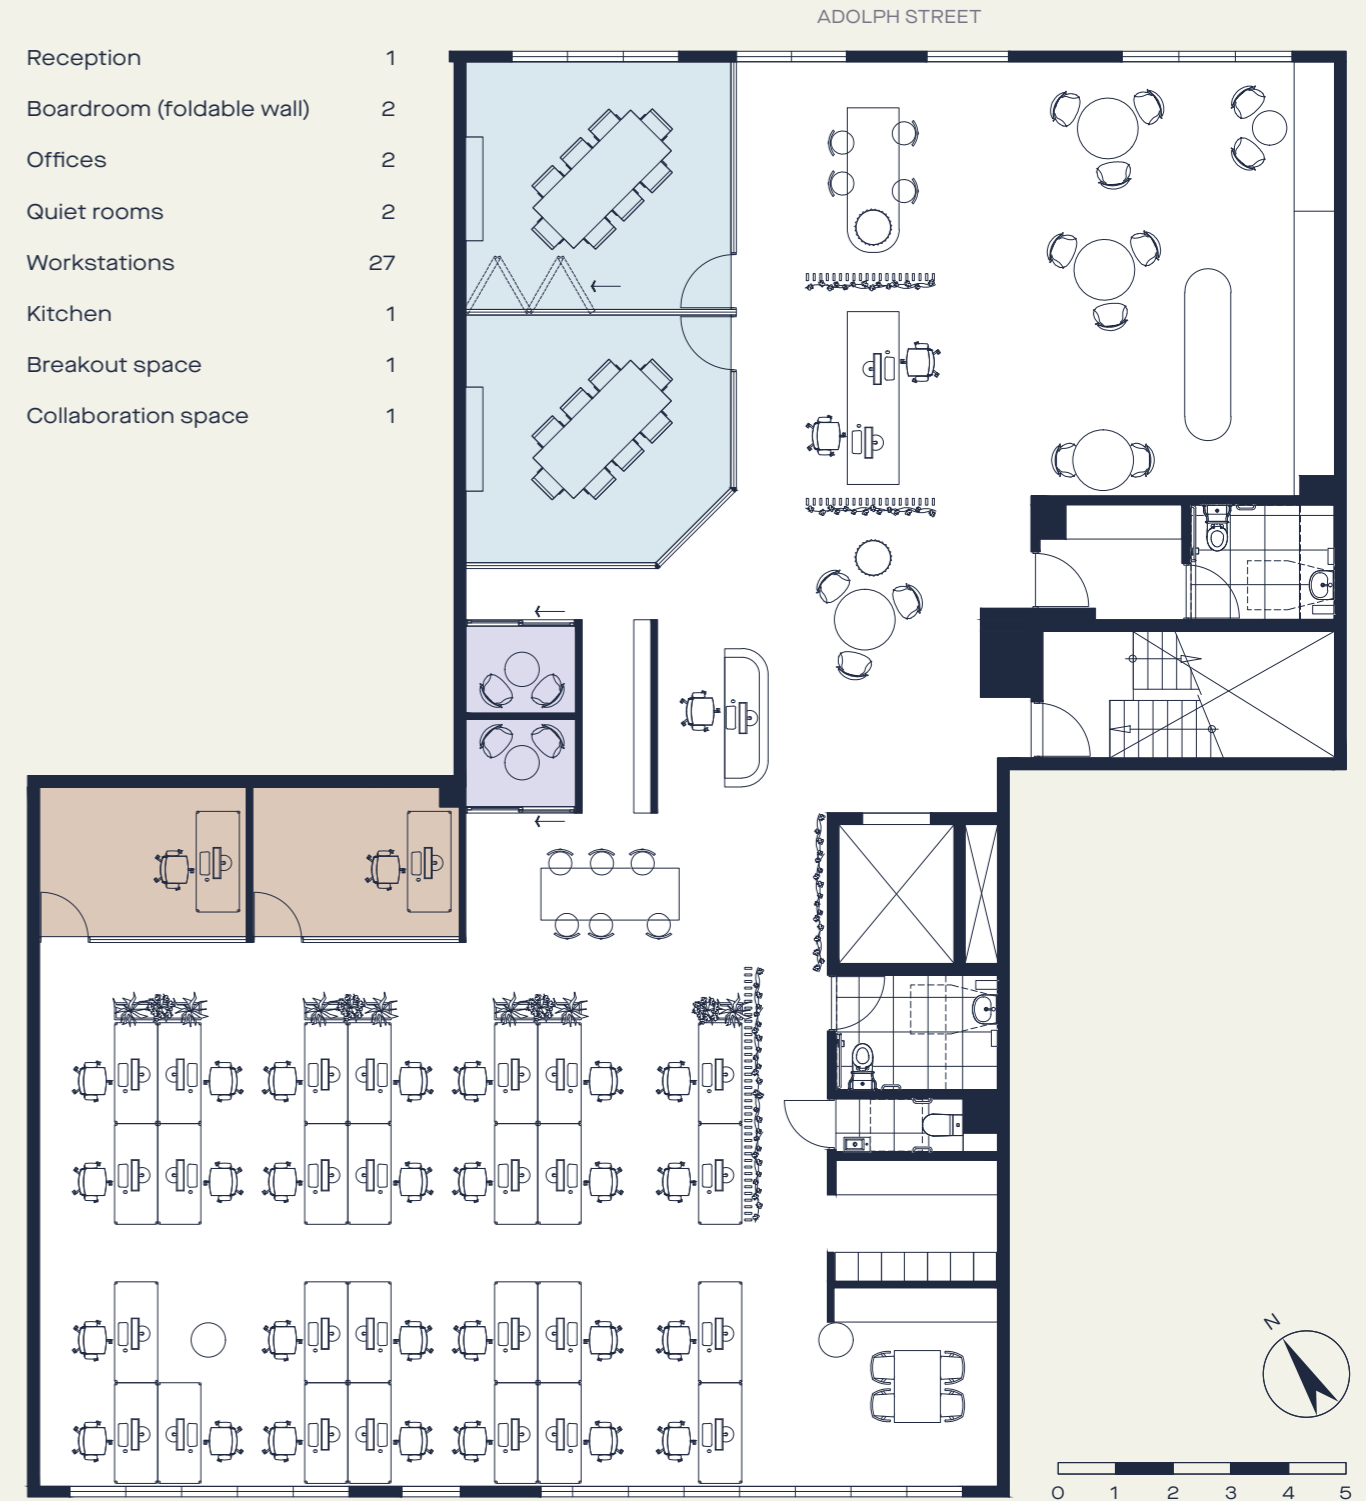 ADOLPH STREET
Reception 1
Boardroom (foldable wall) 2
Offices 2
Quiet rooms 2
Workstations 27
Kitchen 1
Breakout space 1
Collaboration space 1
N
0 1 2 3 4 5